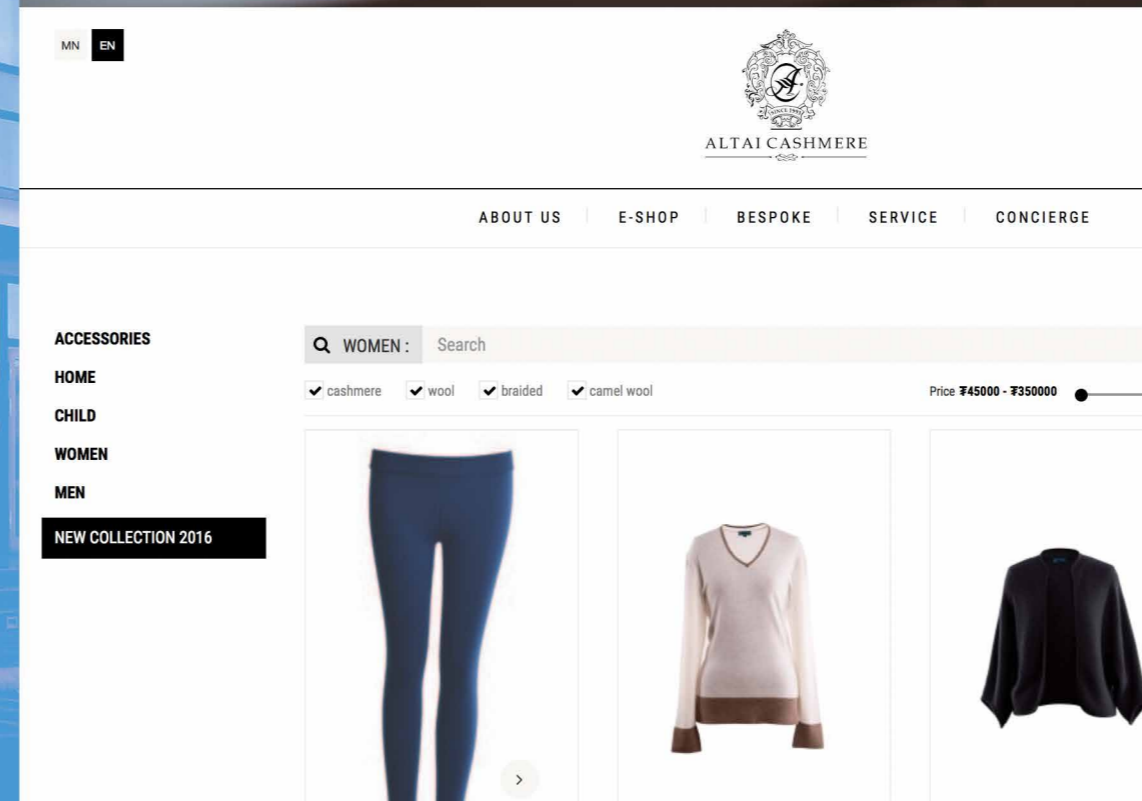 MN EN
ALTAI CASHMERE
ABOUT US E-SHOP BESPOKE SERVICE CONCIERGE
ACCESSORIES
HOME
CHILD
WOMEN
MEN
NEW COLLECTION 2016
WOMEN : Search
cashmere wool braided camel wool
Price ₮45000 - ₮350000